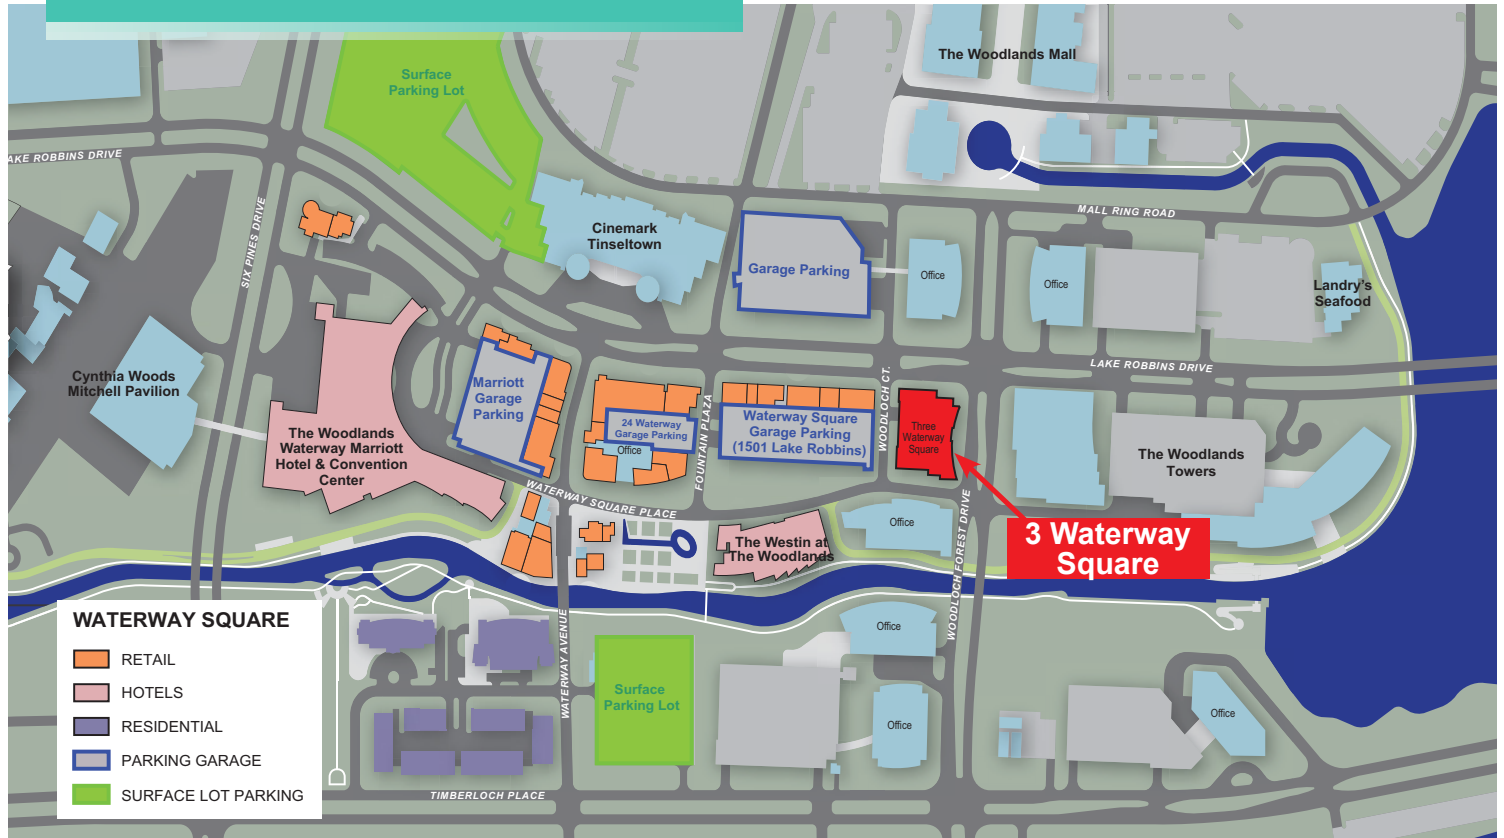 The Woodlands Mall
Surface
Parking Lot
AKE ROBBINS DRIVE
SIX PINES DRIVE
MALL RING ROAD
Cinemark
Tinseltown
Garage Parking
Office
Office
Landry's
Seafood
LAKE ROBBINS DRIVE
Cynthia Woods
Mitchell Pavilion
Marriott
Garage
Parking
The Woodlands
Waterway Marriott
Hotel & Convention
Center
24 Waterway
Garage Parking
Office
FOUNTAIN PLAZA
Waterway Square
Garage Parking
(1501 Lake Robbins)
WOODLOCH CT.
Three
Waterway
Square
The Woodlands
Towers
WATERWAY SQUARE PLACE
The Westin at
The Woodlands
Office
WOODLOCH FOREST DRIVE
3 Waterway
Square
WATERWAY AVENUE
Office
Surface
Parking Lot
Office
Office
TIMBERLOCH PLACE
WATERWAY SQUARE
RETAIL
HOTELS
RESIDENTIAL
PARKING GARAGE
SURFACE LOT PARKING